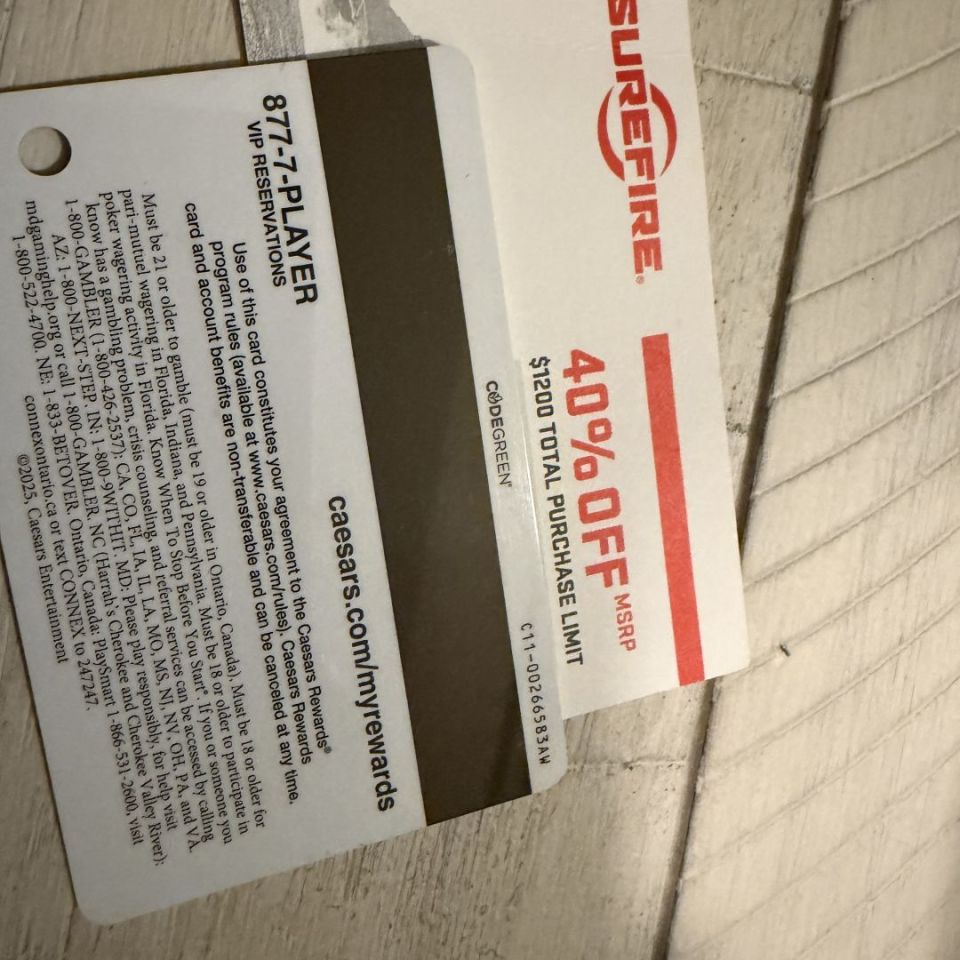 SUREFIRE®
40% OFF MSRP
$1200 TOTAL PURCHASE LIMIT
CODEGREEN
C11-00266583AW
caesars.com/myrewards
877-7-PLAYER
VIP RESERVATIONS
Use of this card constitutes your agreement to the Caesars Rewards®
program rules (available at www.caesars.com/rules). Caesars Rewards
card and account benefits are non-transferable and can be canceled at any time.
Must be 21 or older to gamble (must be 19 or older in Ontario, Canada). Must be 18 or older for
pari-mutuel wagering in Florida, Indiana, and Pennsylvania. Must be 18 or older to participate in
poker wagering activity in Florida. Know When To Stop Before You Start®. If you or someone you
know has a gambling problem, crisis counseling, and referral services can be accessed by calling
1-800-GAMBLER (1-800-426-2537); CA, CO, FL, IA, IL, LA, MO, MS, NJ, NV, OH, PA, and VA.
AZ: 1-800-NEXT-STEP. IN: 1-800-9WITHIT. MD: Please play responsibly, for help visit
mdgaminghelp.org or call 1-800-GAMBLER. NC (Harrah's Cherokee and Cherokee Valley River):
1-800-522-4700. NE: 1-833-BETOVER. Ontario, Canada: PlaySmart 1-866-531-2600, visit
connexontario.ca or text CONNEX to 247247.
©2025, Caesars Entertainment